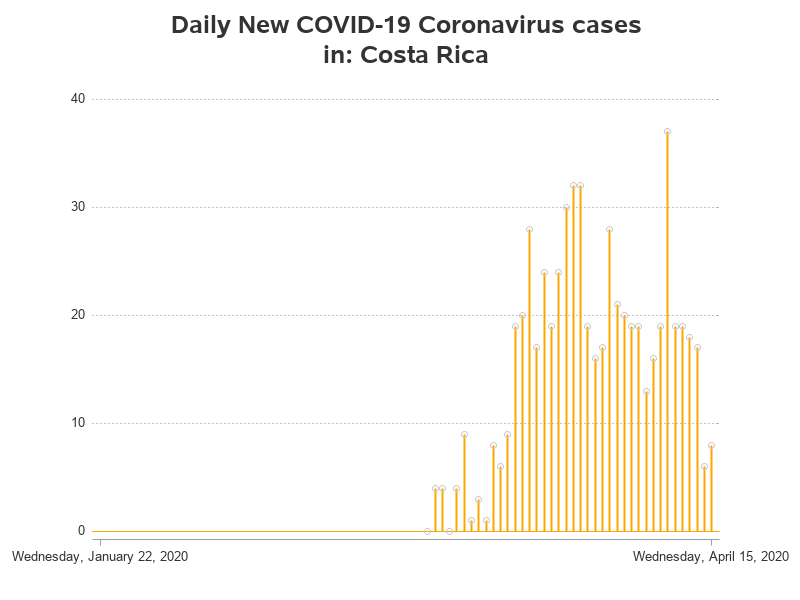 Daily New COVID-19 Coronavirus cases
in: Costa Rica
40
30
20
10
0
Wednesday, January 22, 2020
Wednesday, April 15, 2020